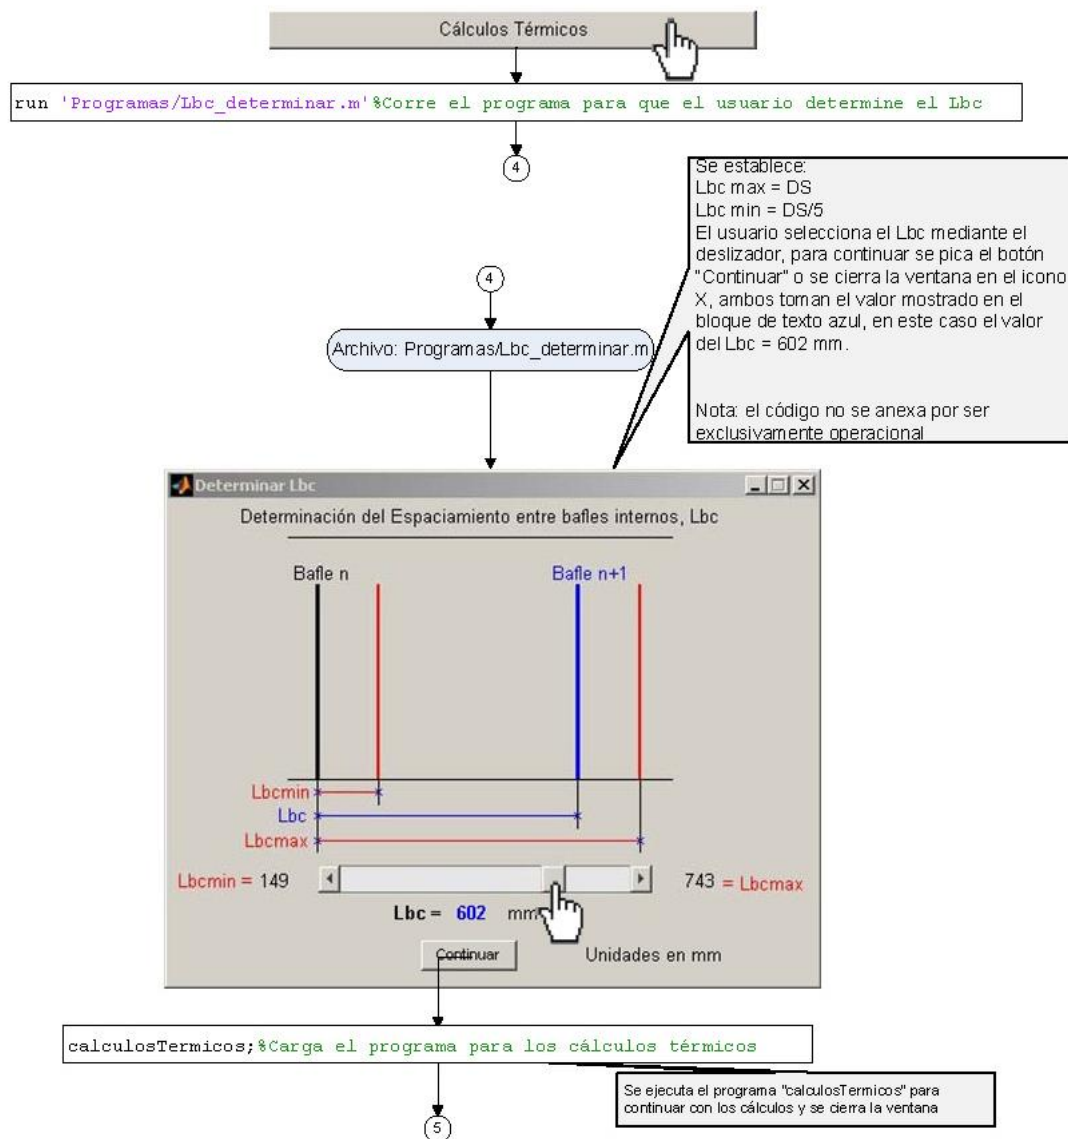 Cálculos Térmicos
run 'Programas/Lbc_determinar.m'%Corre el programa para que el usuario determine el Lbc
4
Se establece:
Lbc max = DS
Lbc min = DS/5
El usuario selecciona el Lbc mediante el
deslizador, para continuar se pica el botón
"Continuar" o se cierra la ventana en el icono
X, ambos toman el valor mostrado en el
bloque de texto azul, en este caso el valor
del Lbc = 602 mm.
Nota: el código no se anexa por ser
exclusivamente operacional
4
Archivo: Programas/Lbc_determinar.m
Determinar Lbc
Determinación del Espaciamiento entre bafles internos, Lbc
Bafle n
Bafle n+1
Lbcmin
Lbc
Lbcmax
Lbcmin = 149
743 = Lbcmax
Lbc = 602 mm
Continuar
Unidades en mm
calculosTermicos;%Carga el programa para los cálculos térmicos
Se ejecuta el programa "calculosTermicos" para
continuar con los cálculos y se cierra la ventana
5